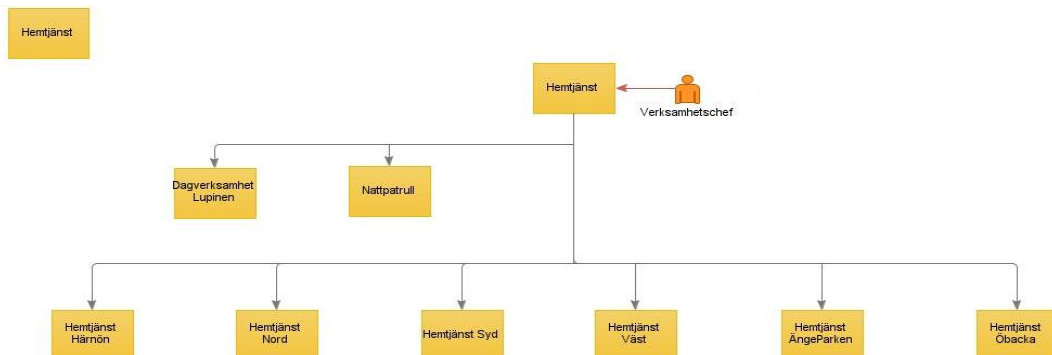 Hemtjänst
Hemtjänst
Verksamhetschef
Dagverksamhet
Lupinen
Nattpatrull
Hemtjänst
Härnön
Hemtjänst
Nord
Hemtjänst Syd
Hemtjänst
Väst
Hemtjänst
ÄngeParken
Hemtjänst
Öbacka